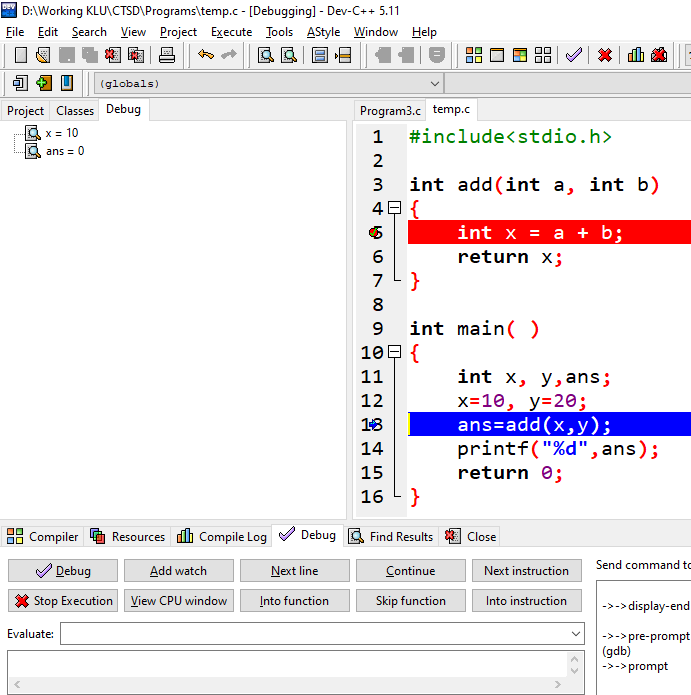 D:\Working KLU\CTSD\Programs\temp.c - [Debugging] - Dev-C++ 5.11
File Edit Search View Project Execute Tools AStyle Window Help
(globals)
Project Classes Debug
x = 10
ans = 0
Program3.c temp.c
1 #include<stdio.h>
2
3 int add(int a, int b)
4 {
5 int x = a + b;
6 return x;
7 }
8
9 int main( )
10 {
11 int x, y,ans;
12 x=10, y=20;
13 ans=add(x,y);
14 printf("%d",ans);
15 return 0;
16 }
Compiler Resources Compile Log Debug Find Results Close
Debug Add watch Next line Continue Next instruction Send command to
Stop Execution View CPU window Into function Skip function Into instruction
Evaluate:
->->display-end
->->pre-prompt
(gdb)
->->prompt